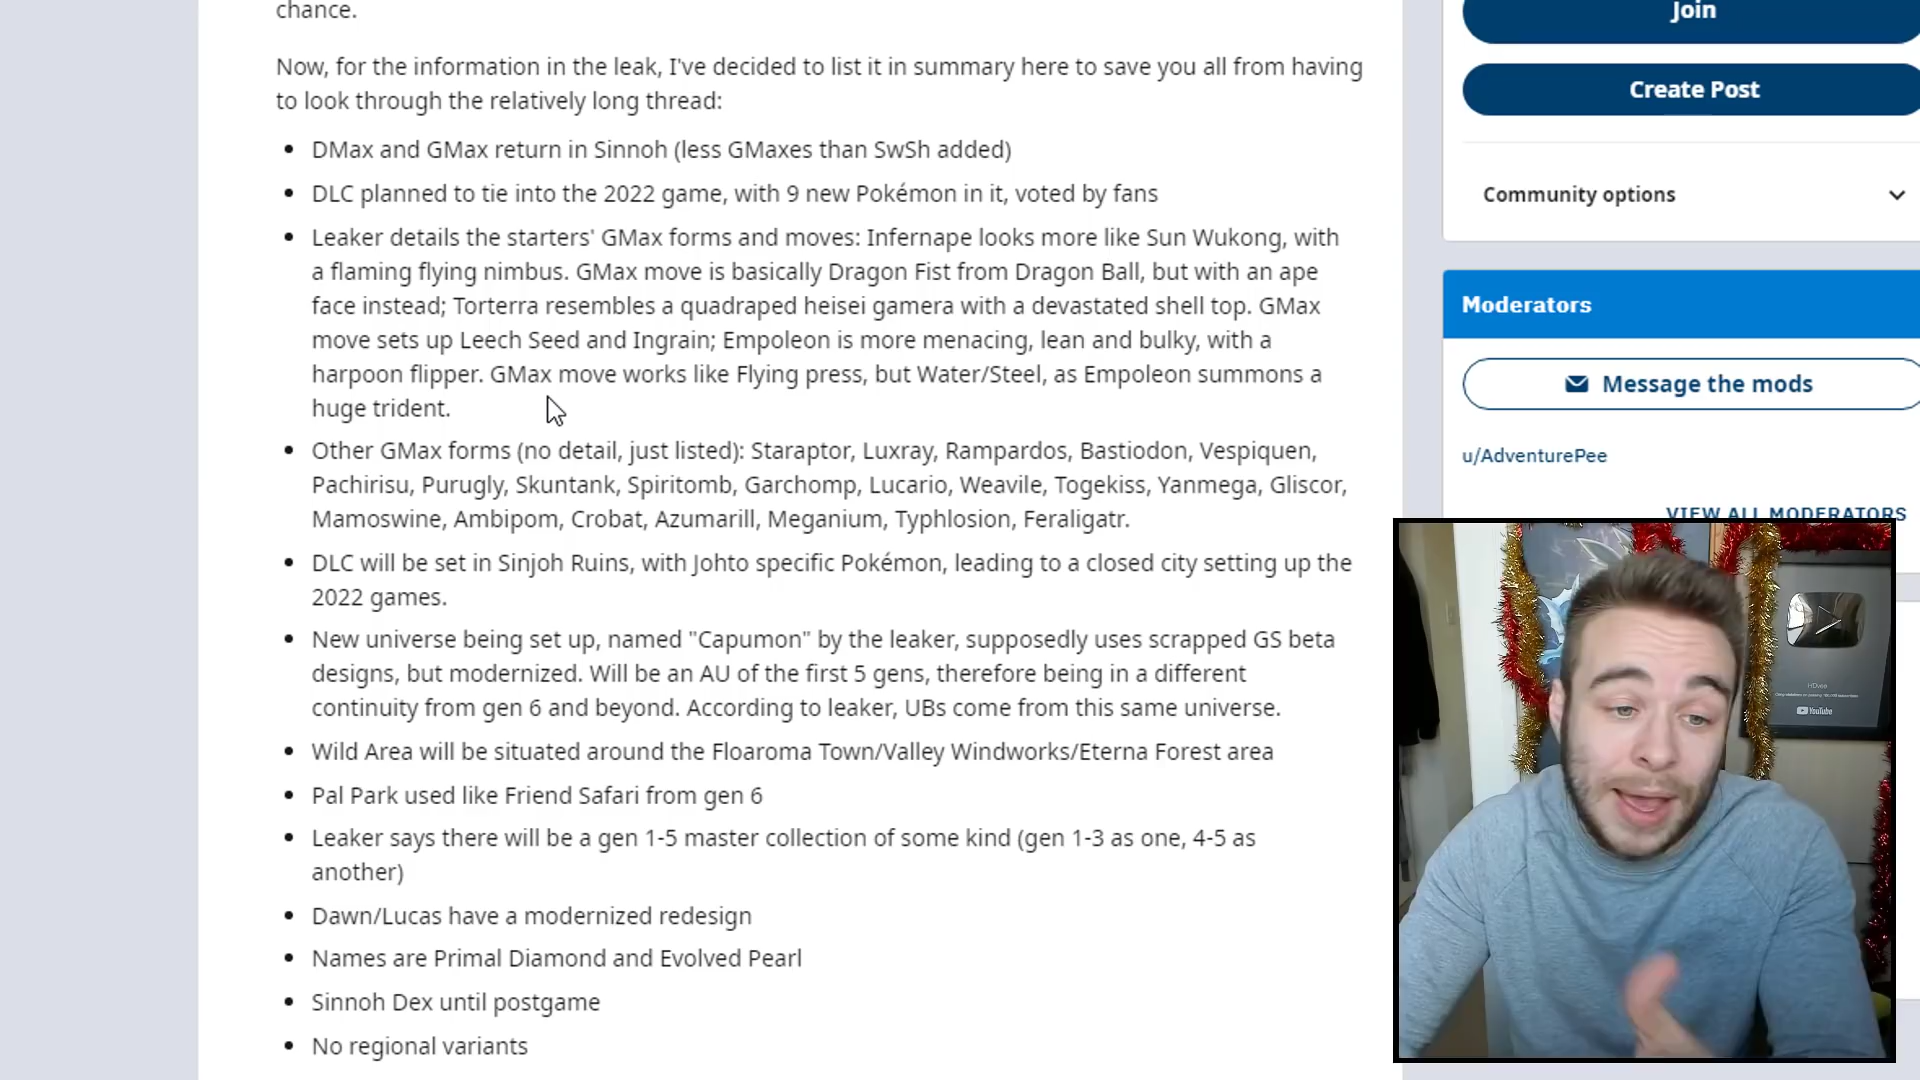 chance.
Now, for the information in the leak, I've decided to list it in summary here to save you all from having
to look through the relatively long thread:
DMax and GMax return in Sinnoh (less GMaxes than SwSh added)
DLC planned to tie into the 2022 game, with 9 new Pokémon in it, voted by fans
Leaker details the starters' GMax forms and moves: Infernape looks more like Sun Wukong, with
a flaming flying nimbus. GMax move is basically Dragon Fist from Dragon Ball, but with an ape
face instead; Torterra resembles a quadraped heisei gamera with a devastated shell top. GMax
move sets up Leech Seed and Ingrain; Empoleon is more menacing, lean and bulky, with a
harpoon flipper. GMax move works like Flying press, but Water/Steel, as Empoleon summons a
huge trident.
Other GMax forms (no detail, just listed): Staraptor, Luxray, Rampardos, Bastiodon, Vespiquen,
Pachirisu, Purugly, Skuntank, Spiritomb, Garchomp, Lucario, Weavile, Togekiss, Yanmega, Gliscor,
Mamoswine, Ambipom, Crobat, Azumarill, Meganium, Typhlosion, Feraligatr.
DLC will be set in Sinjoh Ruins, with Johto specific Pokémon, leading to a closed city setting up the
2022 games.
New universe being set up, named "Capumon" by the leaker, supposedly uses scrapped GS beta
designs, but modernized. Will be an AU of the first 5 gens, therefore being in a different
continuity from gen 6 and beyond. According to leaker, UBs come from this same universe.
Wild Area will be situated around the Floaroma Town/Valley Windworks/Eterna Forest area
Pal Park used like Friend Safari from gen 6
Leaker says there will be a gen 1-5 master collection of some kind (gen 1-3 as one, 4-5 as
another)
Dawn/Lucas have a modernized redesign
Names are Primal Diamond and Evolved Pearl
Sinnoh Dex until postgame
No regional variants
Join
Create Post
Community options
Moderators
Message the mods
u/AdventurePee
VIEW ALL MODERATORS
HDvee
YouTube